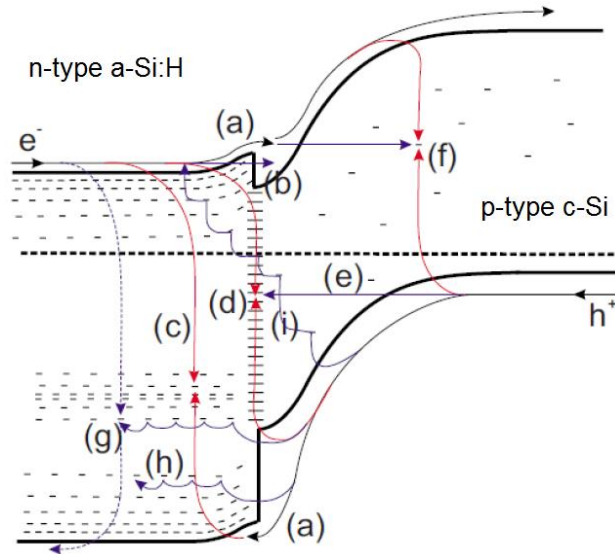 n-type a-Si:H
(a)
e⁻
(b)
(f)
p-type c-Si
(e)
(d)
(i)
(c)
h⁺
(g)
(h)
(a)